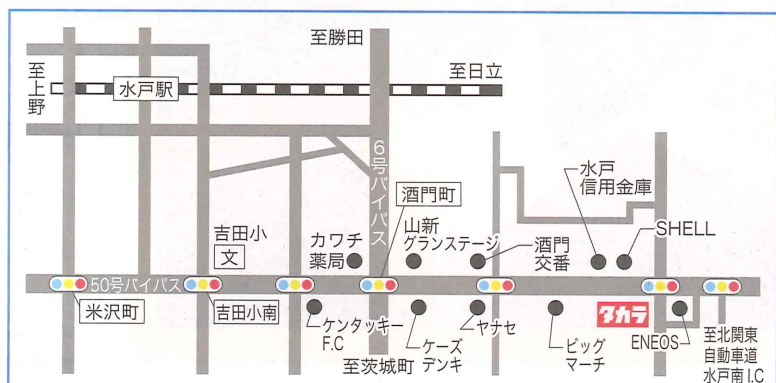 至勝田
至上野
水戸駅
至日立
6号バイパス
酒門町
水戸
信用金庫
吉田小
文
カワチ
薬局
山新
グランステージ
酒門
交番
SHELL
50号バイパス
米沢町
吉田小南
ケンタッキー
F.C
至茨城町
ケーズ
デンキ
ヤナセ
ビッグ
マーチ
タカラ
ENEOS
至北関東
自動車道
水戸南I.C